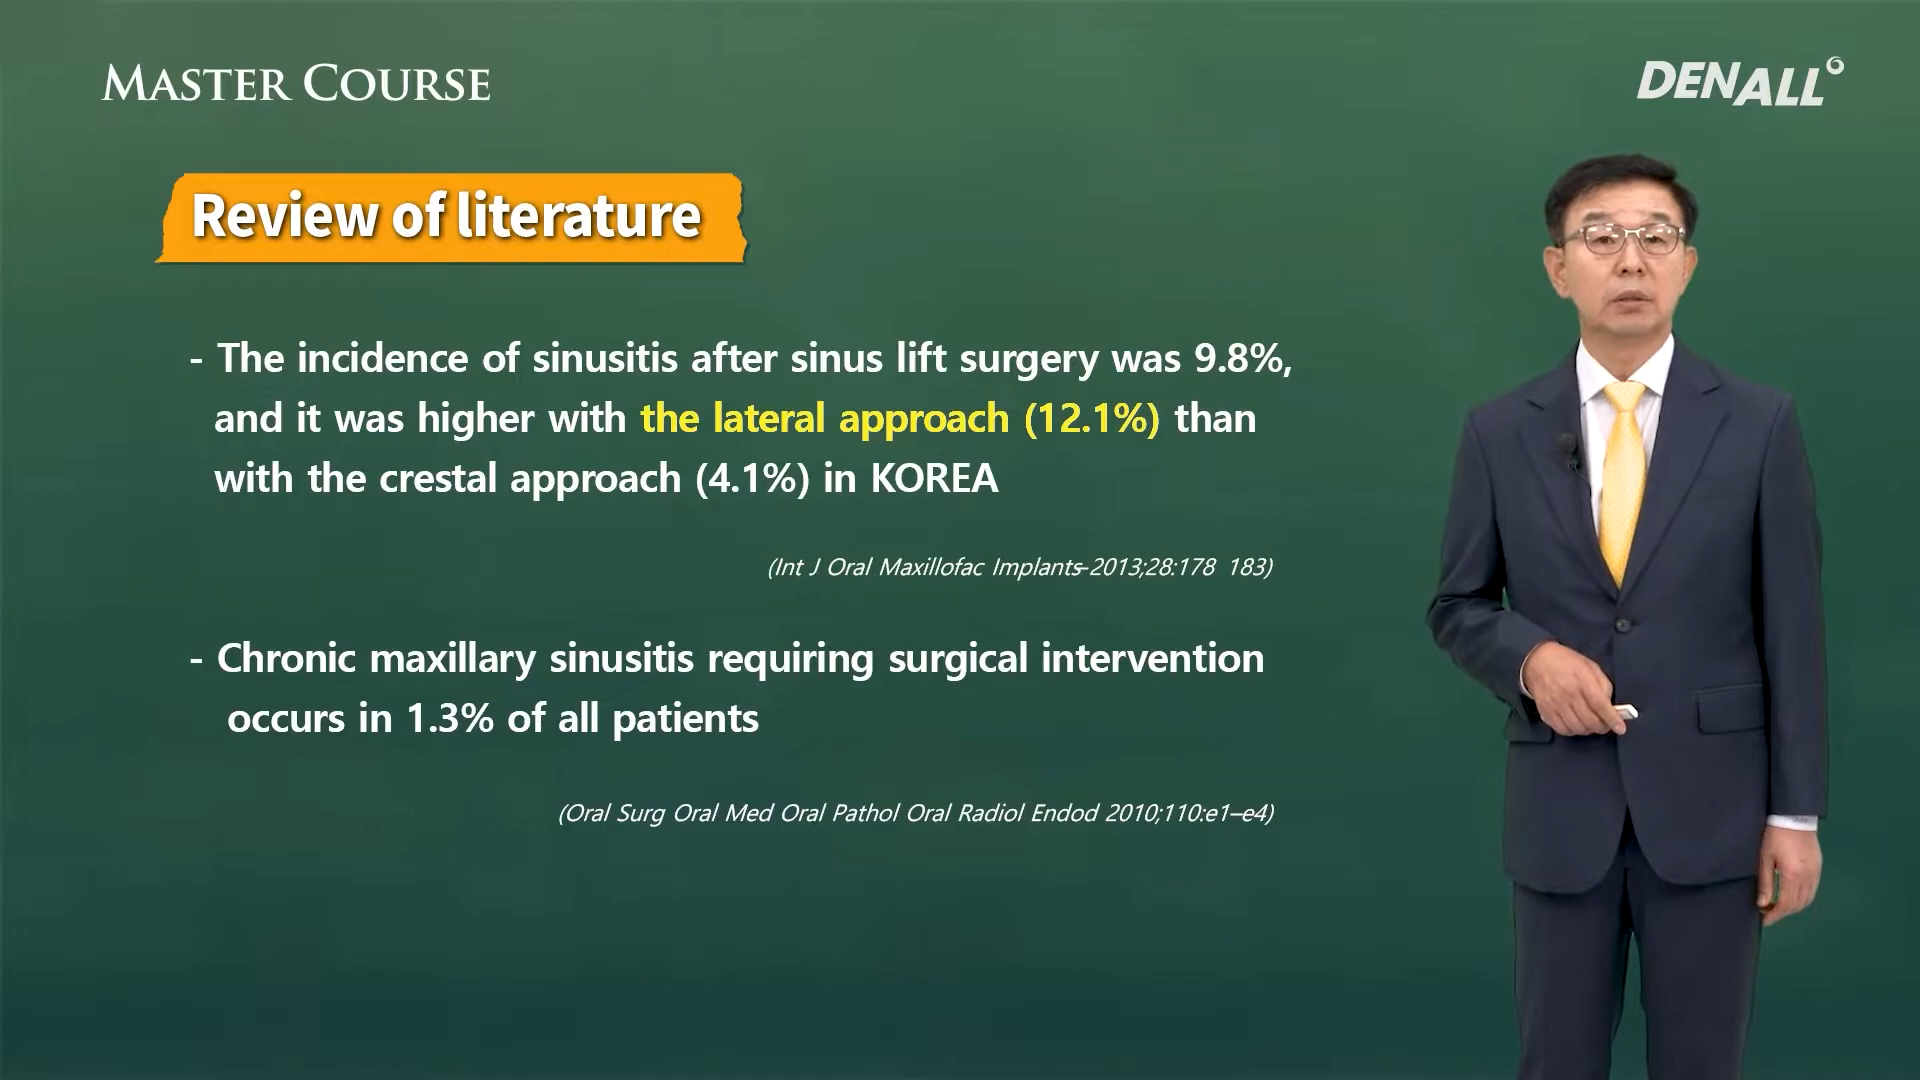 MASTER COURSE
DENALL
Review of literature
- The incidence of sinusitis after sinus lift surgery was 9.8%,
and it was higher with the lateral approach (12.1%) than
with the crestal approach (4.1%) in KOREA
(Int J Oral Maxillofac Implants-2013;28:178 183)
- Chronic maxillary sinusitis requiring surgical intervention
occurs in 1.3% of all patients
(Oral Surg Oral Med Oral Pathol Oral Radiol Endod 2010;110:e1–e4)